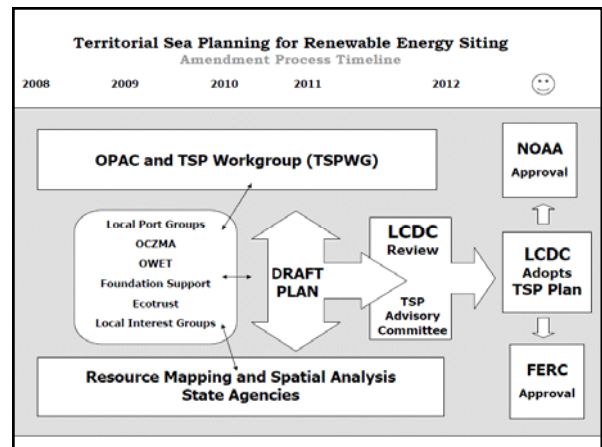 Territorial Sea Planning for Renewable Energy Siting
Amendment Process Timeline
2008 2009 2010 2011 2012
OPAC and TSP Workgroup (TSPWG)
Local Port Groups
OCZMA
OWET
Foundation Support
Ecotrust
Local Interest Groups
DRAFT
PLAN
LCDC
Review
TSP
Advisory
Committee
NOAA
Approval
LCDC
Adopts
TSP Plan
FERC
Approval
Resource Mapping and Spatial Analysis
State Agencies